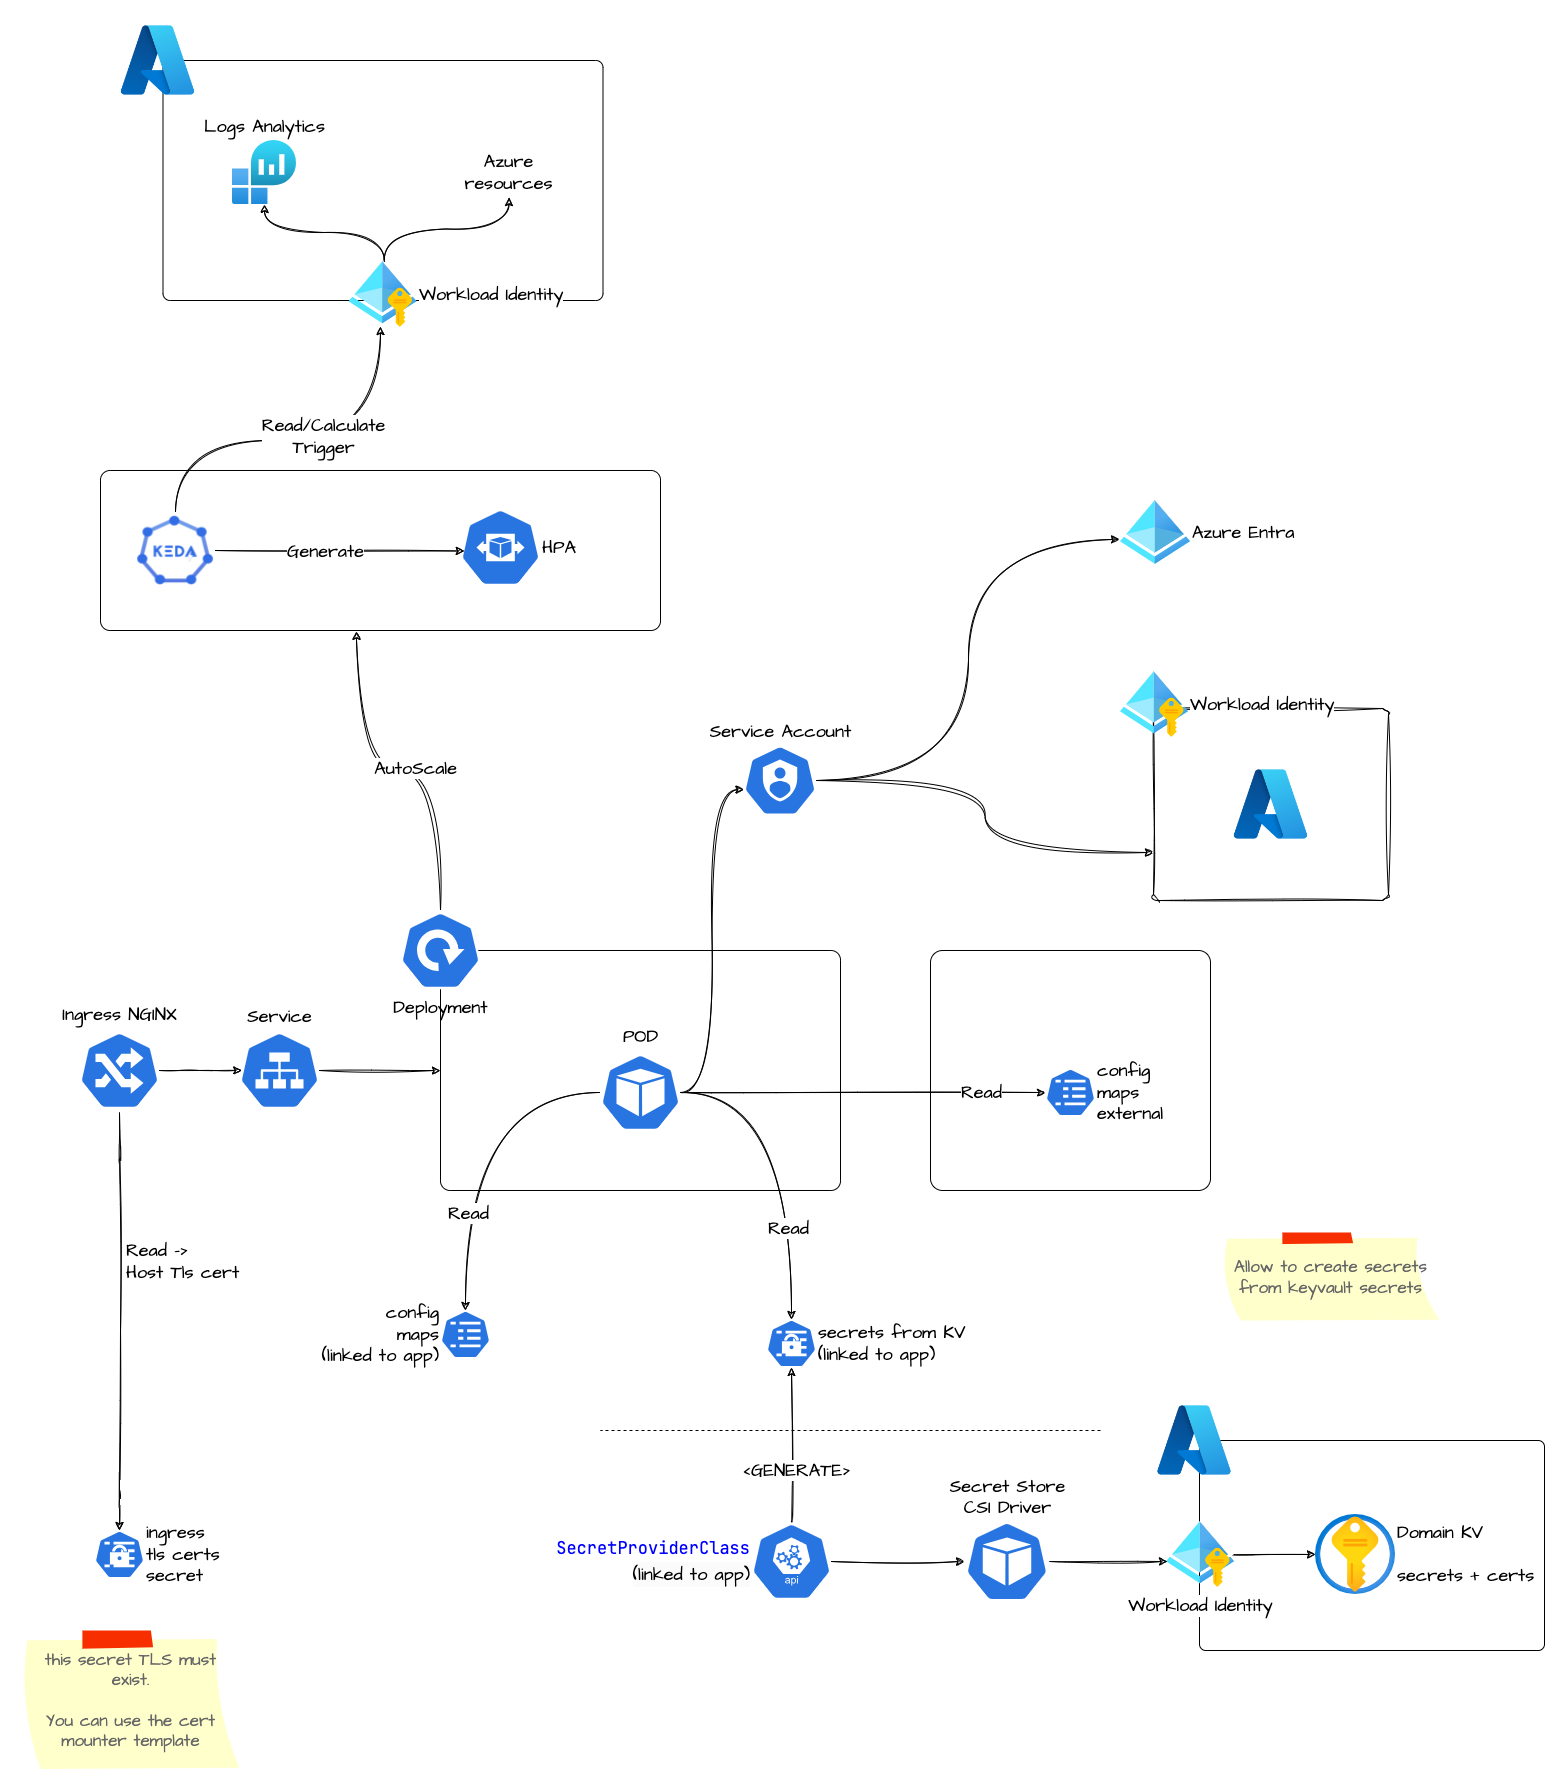 Logs Analytics
Azure
resources
Workload Identity
Read/Calculate
Trigger
KEDA
Generate
HPA
Azure Entra
Workload Identity
Service Account
AutoScale
Deployment
Ingress NGINX
Service
POD
Read
config
maps
external
Read
Read
Read ->
Host Tls cert
Allow to create secrets
from keyvault secrets
config
maps
(linked to app)
secrets from KV
(linked to app)
<GENERATE>
Secret Store
CSI Driver
SecretProviderClass
(linked to app)
api
Domain KV
secrets + certs
Workload Identity
ingress
tls certs
secret
this secret TLS must
exist.
You can use the cert
mounter template